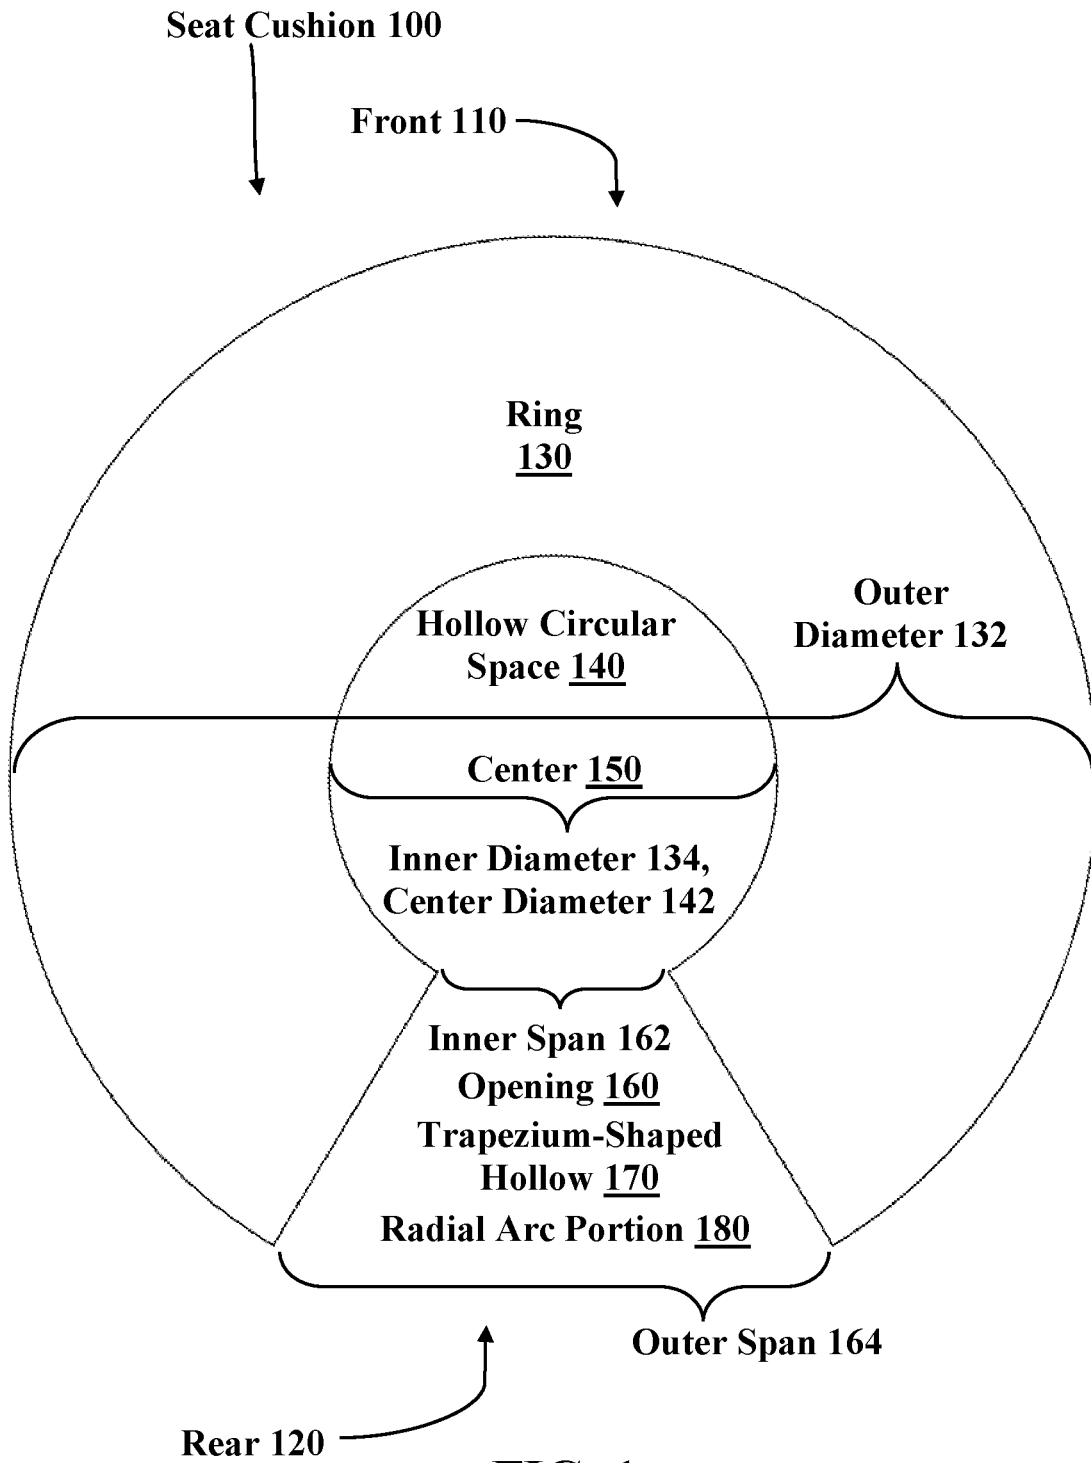 Seat Cushion 100
Front 110
Ring
130
Outer
Diameter 132
Hollow Circular
Space 140
Center 150
Inner Diameter 134,
Center Diameter 142
Inner Span 162
Opening 160
Trapezium-Shaped
Hollow 170
Radial Arc Portion 180
Outer Span 164
Rear 120